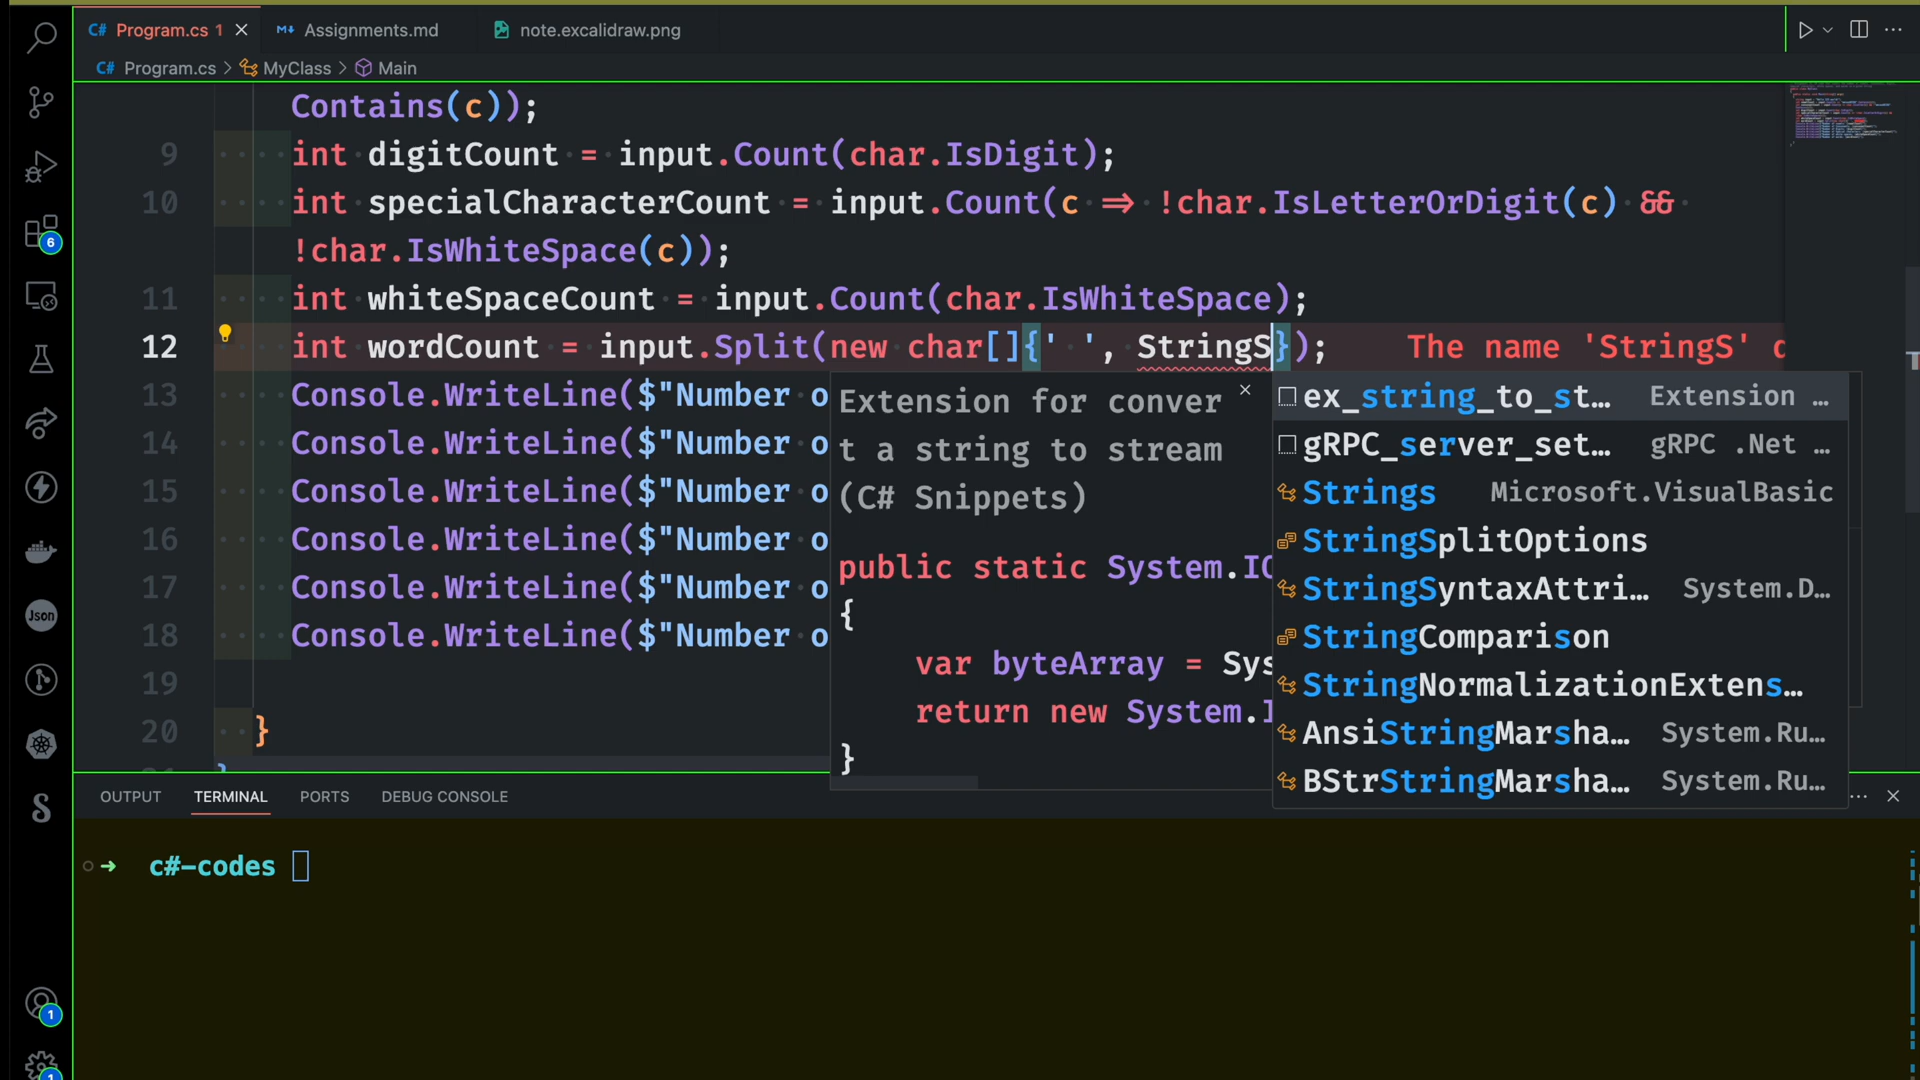 C# Program.cs 1
M↓ Assignments.md
note.excalidraw.png
C# Program.cs > MyClass > Main
Contains(c));
9 int digitCount = input.Count(char.IsDigit);
10 int specialCharacterCount = input.Count(c => !char.IsLetterOrDigit(c) &&
!char.IsWhiteSpace(c));
11 int whiteSpaceCount = input.Count(char.IsWhiteSpace);
12 int wordCount = input.Split(new char[]{' ', StringS}); The name 'StringS' d
13 Console.WriteLine($"Number o
14 Console.WriteLine($"Number o
15 Console.WriteLine($"Number o
16 Console.WriteLine($"Number o
17 Console.WriteLine($"Number o
18 Console.WriteLine($"Number o
19
20 }
Extension for conver
t a string to stream
(C# Snippets)
public static System.IO
{
var byteArray = Sys
return new System.I
}
ex_string_to_st… Extension …
gRPC_server_set… gRPC .Net …
Strings Microsoft.VisualBasic
StringSplitOptions
StringSyntaxAttri… System.D…
StringComparison
StringNormalizationExtens…
AnsiStringMarsha… System.Ru…
BStrStringMarsha… System.Ru…
6
Json
1
1
OUTPUT TERMINAL PORTS DEBUG CONSOLE
c#-codes